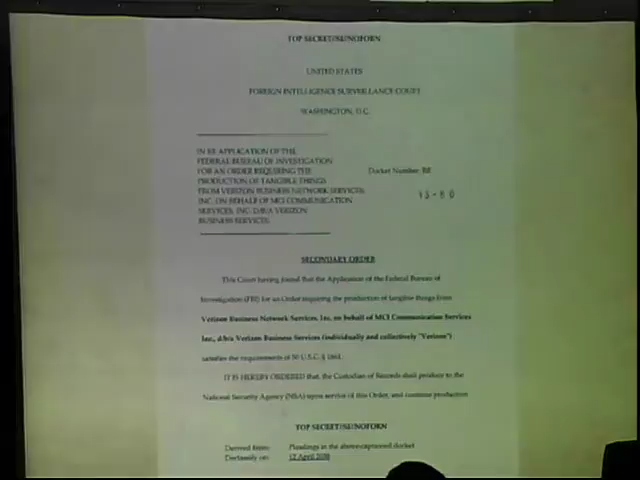 TOP SECRET//SI//NOFORN
UNITED STATES
FOREIGN INTELLIGENCE SURVEILLANCE COURT
WASHINGTON, D.C.
IN RE APPLICATION OF THE
FEDERAL BUREAU OF INVESTIGATION
FOR AN ORDER REQUIRING THE
PRODUCTION OF TANGIBLE THINGS
FROM VERIZON BUSINESS NETWORK SERVICES,
INC. ON BEHALF OF MCI COMMUNICATION
SERVICES, INC. D/B/A VERIZON
BUSINESS SERVICES.
Docket Number: BR
13-80
SECONDARY ORDER
This Court having found that the Application of the Federal Bureau of
Investigation (FBI) for an Order requiring the production of tangible things from
Verizon Business Network Services, Inc. on behalf of MCI Communication Services
Inc., d/b/a Verizon Business Services (individually and collectively "Verizon")
satisfies the requirements of 50 U.S.C. § 1861,
IT IS HEREBY ORDERED that, the Custodian of Records shall produce to the
National Security Agency (NSA) upon service of this Order, and continue production
TOP SECRET//SI//NOFORN
Derived from: Pleadings in the above-captioned docket
Declassify on: 12 April 2038